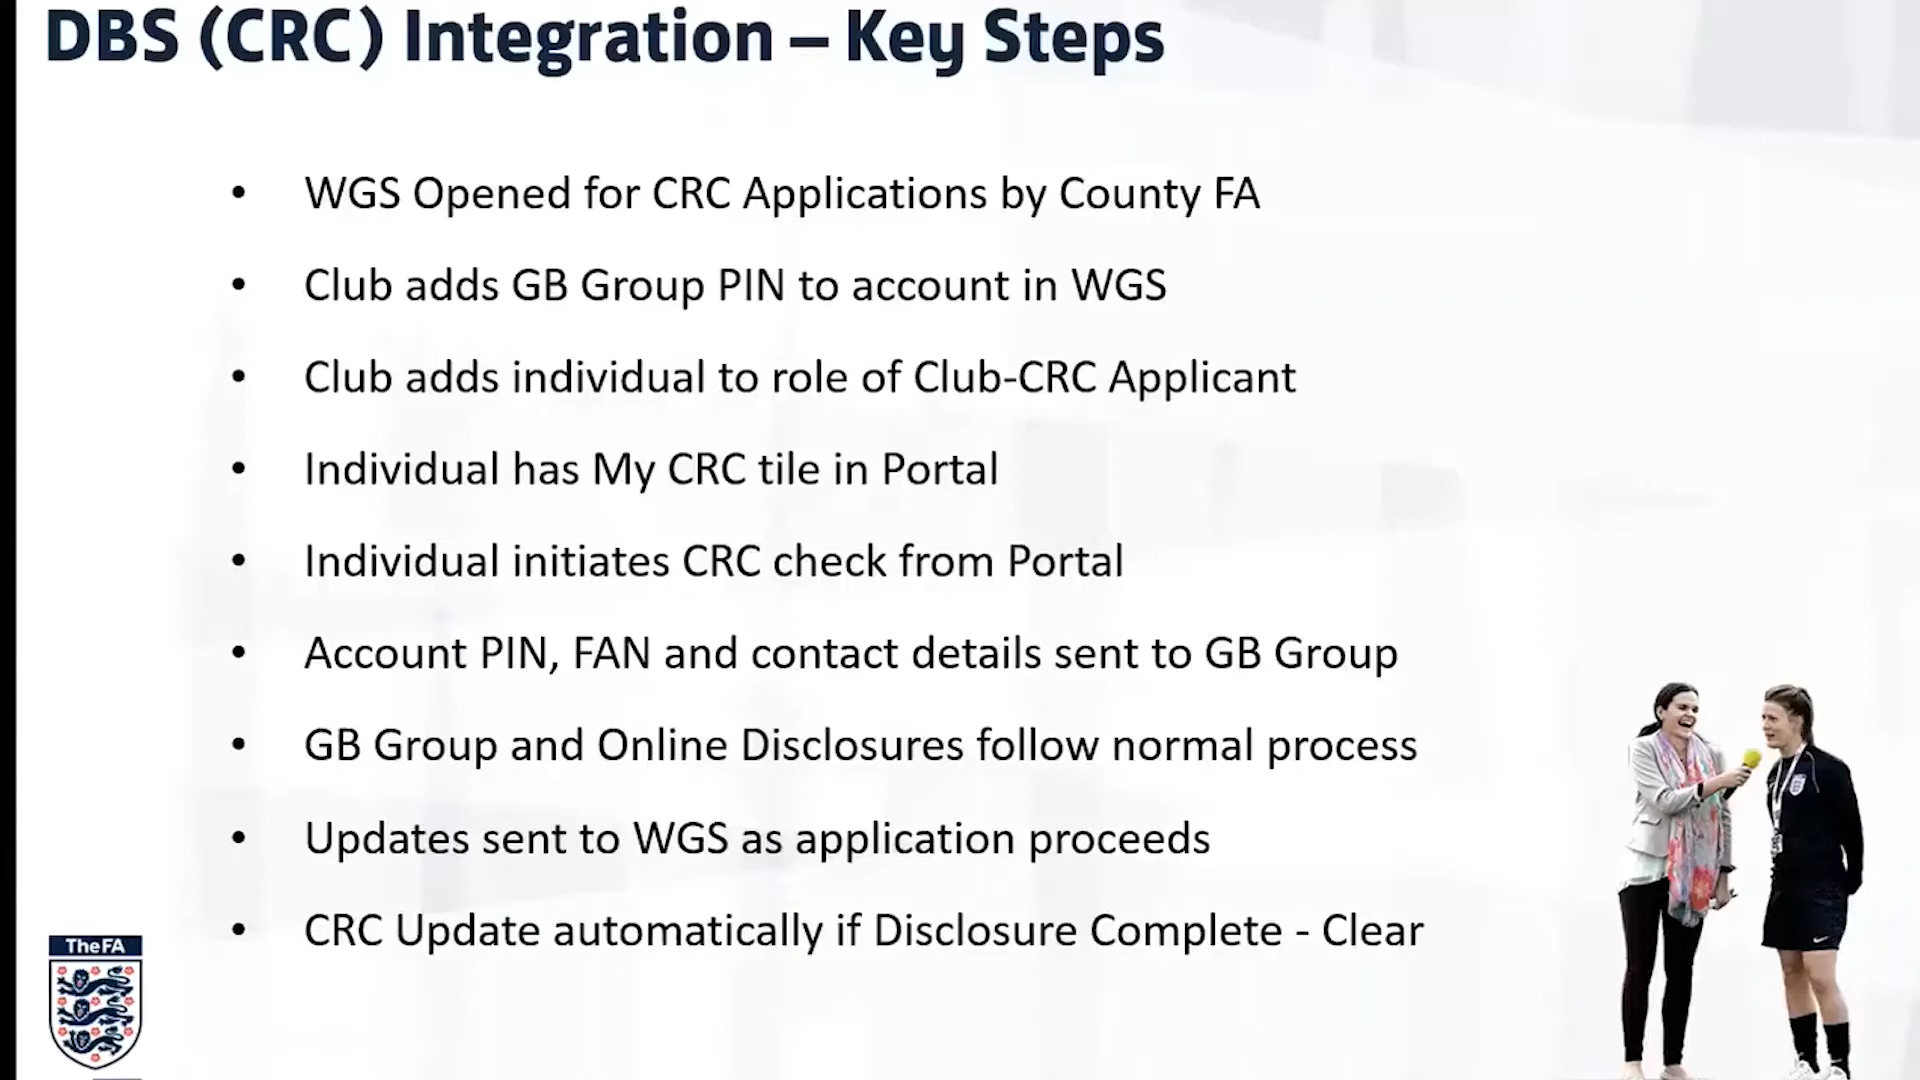 DBS (CRC) Integration – Key Steps
• WGS Opened for CRC Applications by County FA
• Club adds GB Group PIN to account in WGS
• Club adds individual to role of Club-CRC Applicant
• Individual has My CRC tile in Portal
• Individual initiates CRC check from Portal
• Account PIN, FAN and contact details sent to GB Group
• GB Group and Online Disclosures follow normal process
• Updates sent to WGS as application proceeds
• CRC Update automatically if Disclosure Complete - Clear
TheFA